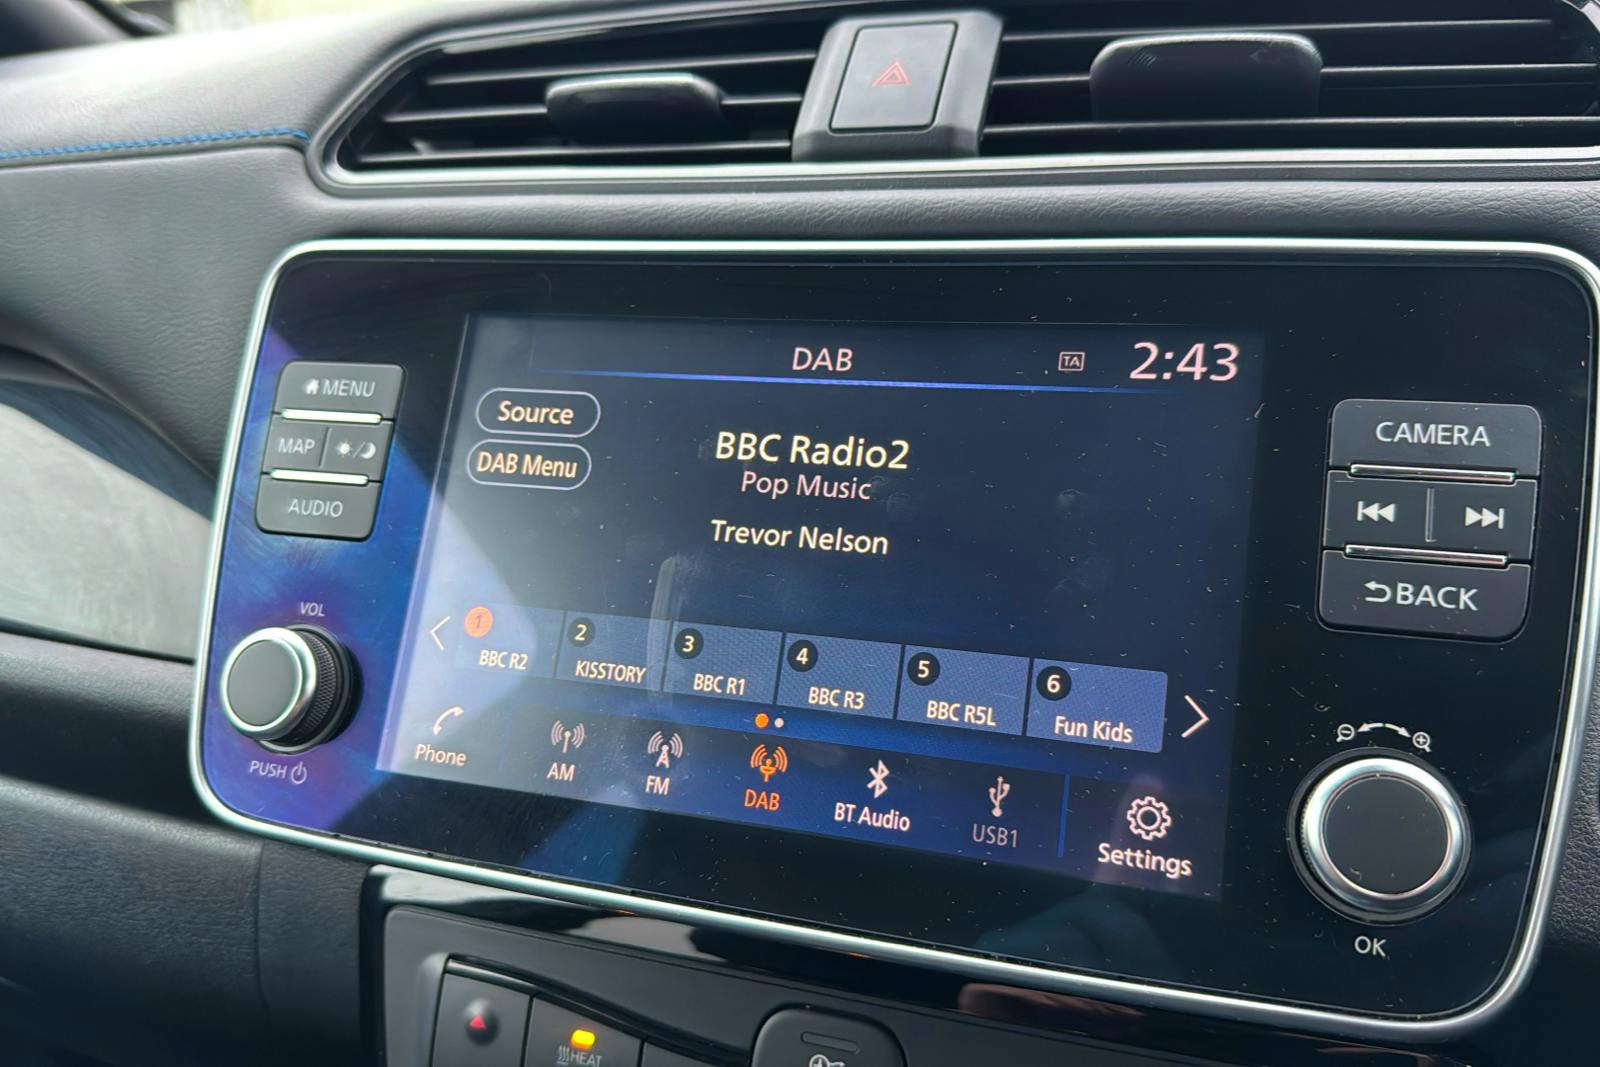 DAB
TA
2:43
Source
DAB Menu
BBC Radio2
Pop Music
Trevor Nelson
1
BBC R2
2
KISSTORY
3
BBC R1
4
BBC R3
5
BBC R5L
6
Fun Kids
Phone
AM
FM
DAB
BT Audio
USB1
Settings
MENU
MAP
AUDIO
VOL
PUSH
CAMERA
BACK
OK
HEAT